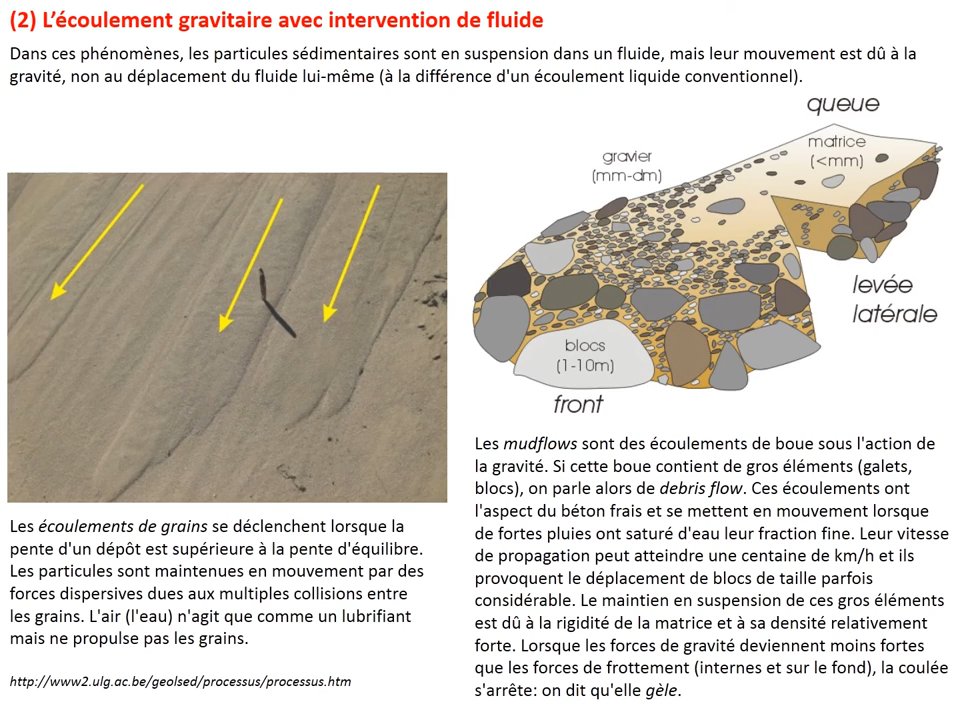 (2) L’écoulement gravitaire avec intervention de fluide
Dans ces phénomènes, les particules sédimentaires sont en suspension dans un fluide, mais leur mouvement est dû à la
gravité, non au déplacement du fluide lui-même (à la différence d'un écoulement liquide conventionnel).
queue
matrice
(<mm)
gravier
(mm-dm)
levée
latérale
blocs
(1-10m)
front
Les écoulements de grains se déclenchent lorsque la
pente d'un dépôt est supérieure à la pente d'équilibre.
Les particules sont maintenues en mouvement par des
forces dispersives dues aux multiples collisions entre
les grains. L'air (l'eau) n'agit que comme un lubrifiant
mais ne propulse pas les grains.
http://www2.ulg.ac.be/geolsed/processus/processus.htm
Les mudflows sont des écoulements de boue sous l'action de
la gravité. Si cette boue contient de gros éléments (galets,
blocs), on parle alors de debris flow. Ces écoulements ont
l'aspect du béton frais et se mettent en mouvement lorsque
de fortes pluies ont saturé d'eau leur fraction fine. Leur vitesse
de propagation peut atteindre une centaine de km/h et ils
provoquent le déplacement de blocs de taille parfois
considérable. Le maintien en suspension de ces gros éléments
est dû à la rigidité de la matrice et à sa densité relativement
forte. Lorsque les forces de gravité deviennent moins fortes
que les forces de frottement (internes et sur le fond), la coulée
s'arrête: on dit qu'elle gèle.